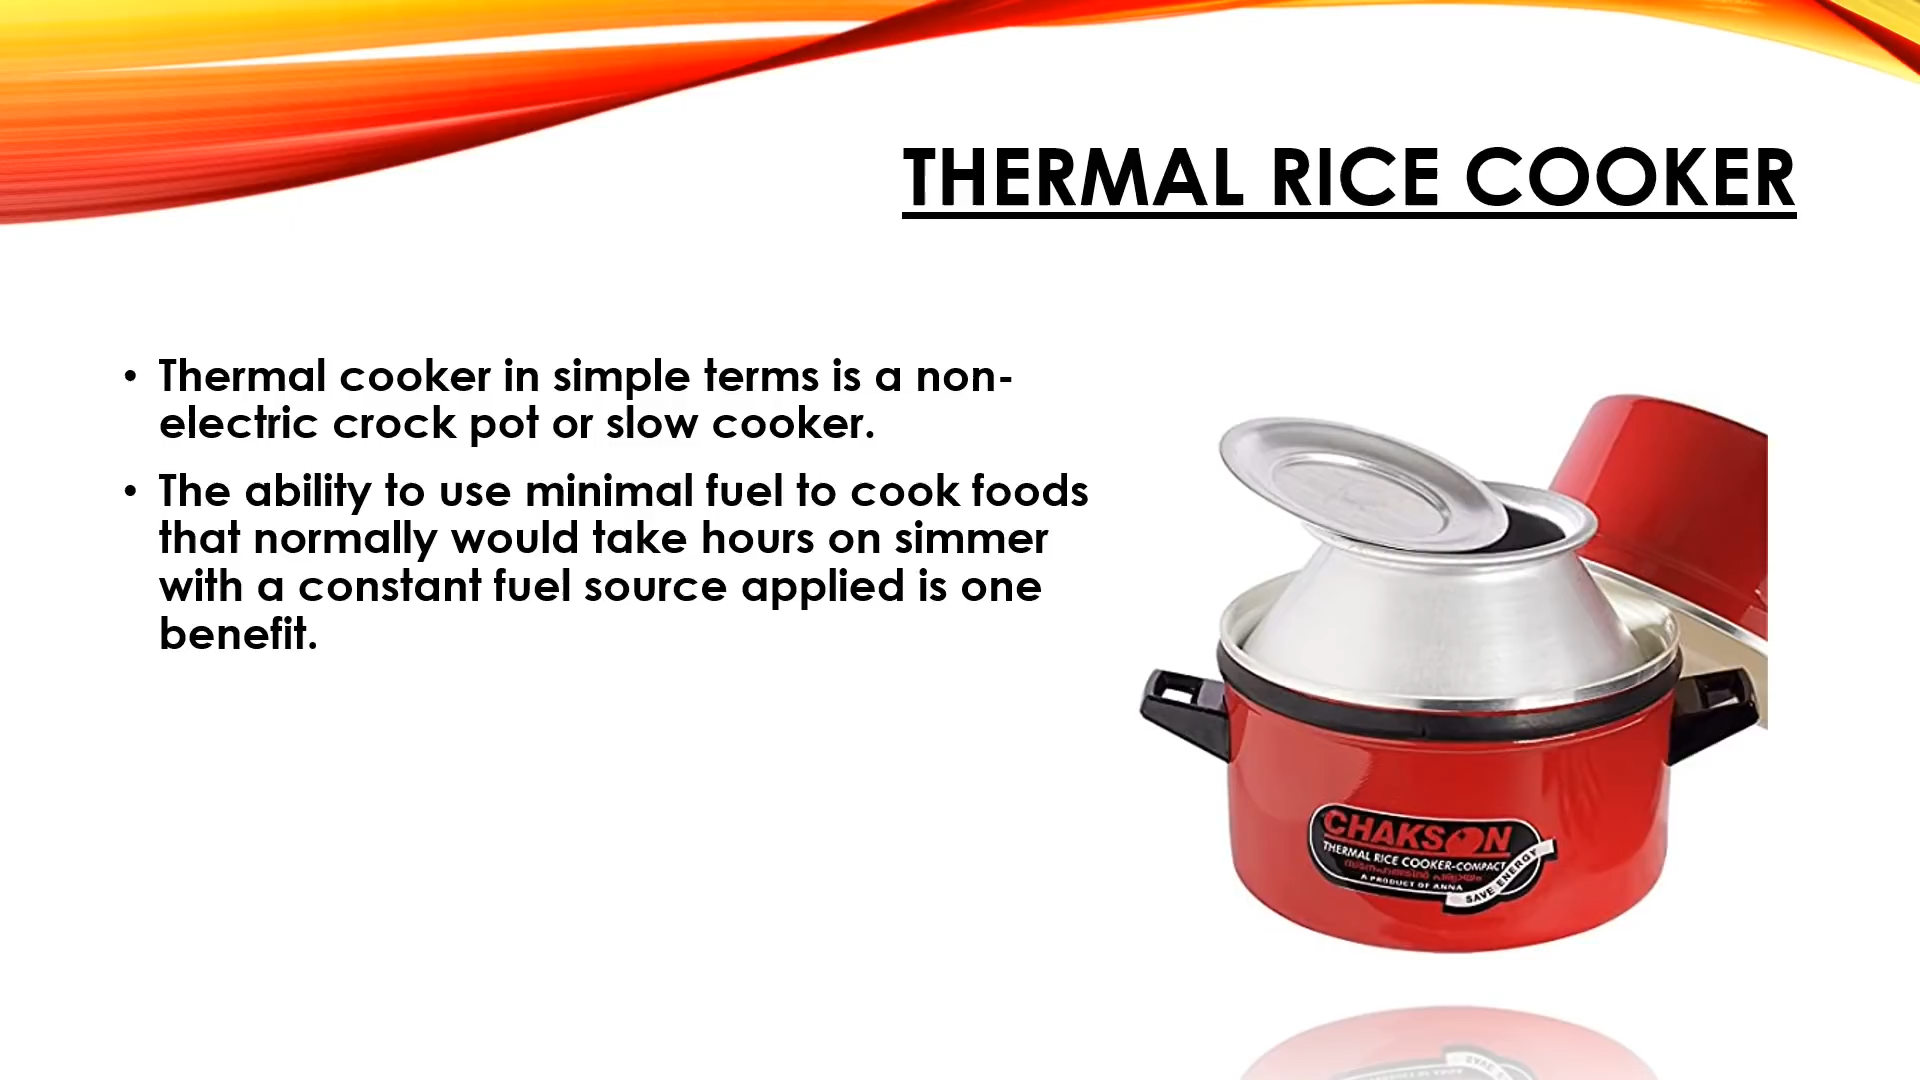 THERMAL RICE COOKER
• Thermal cooker in simple terms is a non-
electric crock pot or slow cooker.
• The ability to use minimal fuel to cook foods
that normally would take hours on simmer
with a constant fuel source applied is one
benefit.
CHAKSON
THERMAL RICE COOKER-COMPACT
A PRODUCT OF ANNA
SAVE ENERGY